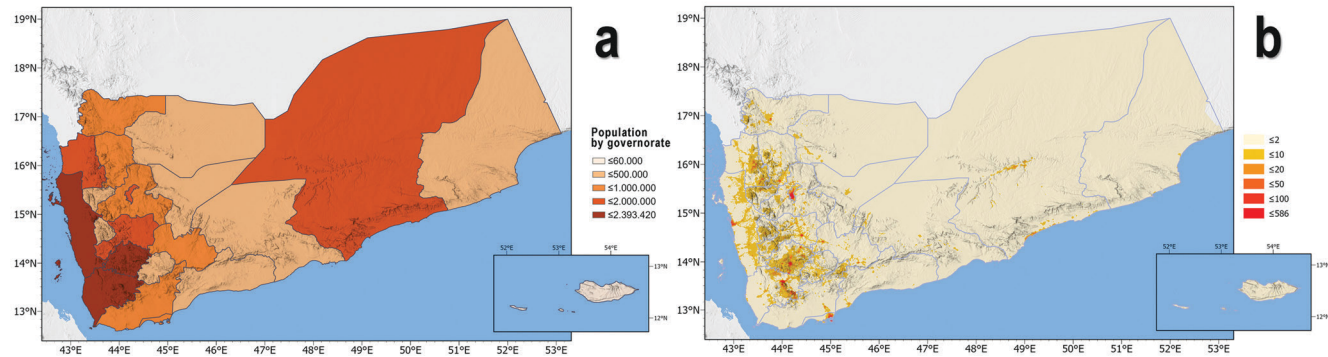 a
19°N
18°N
17°N
16°N
15°N
14°N
13°N
43°E 44°E 45°E 46°E 47°E 48°E 49°E 50°E 51°E 52°E 53°E
Population
by governorate
≤60.000
≤500.000
≤1.000.000
≤2.000.000
≤2.393.420
52°E 54°E
13°N
12°N
b
19°N
18°N
17°N
16°N
15°N
14°N
13°N
43°E 44°E 45°E 46°E 47°E 48°E 49°E 50°E 51°E 52°E 53°E
≤2
≤10
≤20
≤50
≤100
≤586
52°E 54°E
13°N
12°N